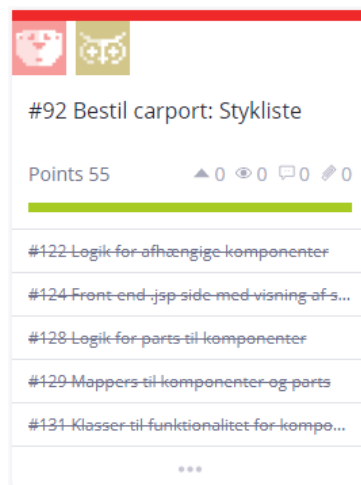 #92 Bestil carport: Stykliste
Points 55 0 0 0 0
#122 Logik for afhængige komponenter
#124 Front end .jsp side med visning af s...
#128 Logik for parts til komponenter
#129 Mappers til komponenter og parts
#131 Klasser til funktionalitet for kompo...